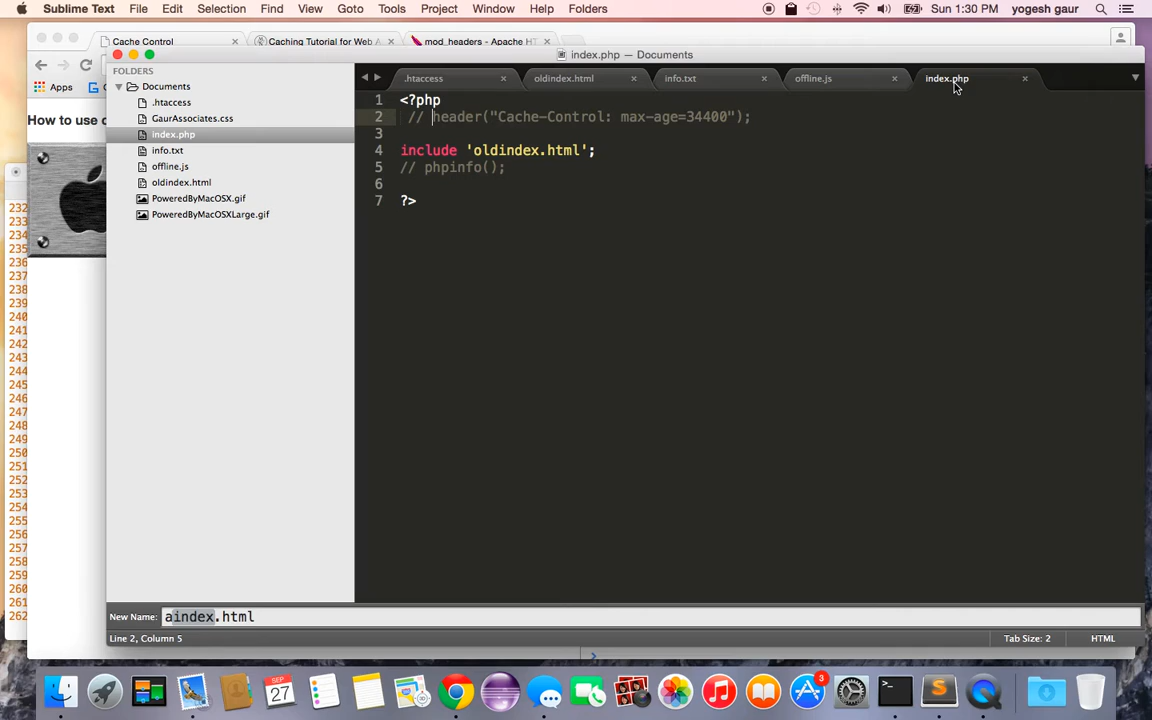 Sublime Text File Edit Selection Find View Goto Tools Project Window Help Folders Sun 1:30 PM yogesh gaur
Cache Control Caching Tutorial for Web A mod_headers - Apache HT
index.php — Documents
Apps
How to use c
FOLDERS
Documents
.htaccess
GaurAssociates.css
index.php
info.txt
offline.js
oldindex.html
PoweredByMacOSX.gif
PoweredByMacOSXLarge.gif
.htaccess oldindex.html info.txt offline.js index.php
1 <?php
2 // header("Cache-Control: max-age=34400");
3
4 include 'oldindex.html';
5 // phpinfo();
6
7 ?>
232
233
234
235
236
237
238
239
240
241
242
243
244
245
246
247
248
249
250
251
252
253
254
255
256
257
258
259
260
261
262
New Name: aindex.html
Line 2, Column 5 Tab Size: 2 HTML
SEP
27
3